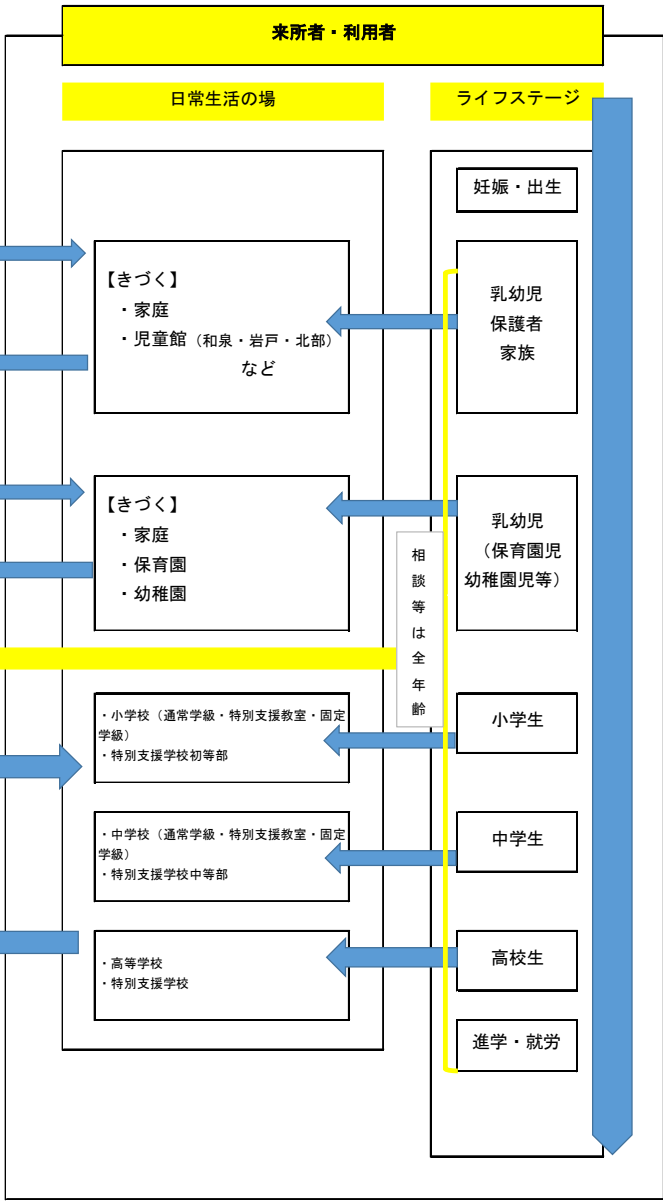 来所者・利用者
日常生活の場
ライフステージ
妊娠・出生
【きづく】
・家庭
・児童館（和泉・岩戸・北部）
など
乳幼児
保護者
家族
【きづく】
・家庭
・保育園
・幼稚園
乳幼児
（保育園児
幼稚園児等）
相談等は全年齢
・小学校（通常学級・特別支援教室・固定
学級）
・特別支援学校初等部
小学生
・中学校（通常学級・特別支援教室・固定
学級）
・特別支援学校中等部
中学生
・高等学校
・特別支援学校
高校生
進学・就労